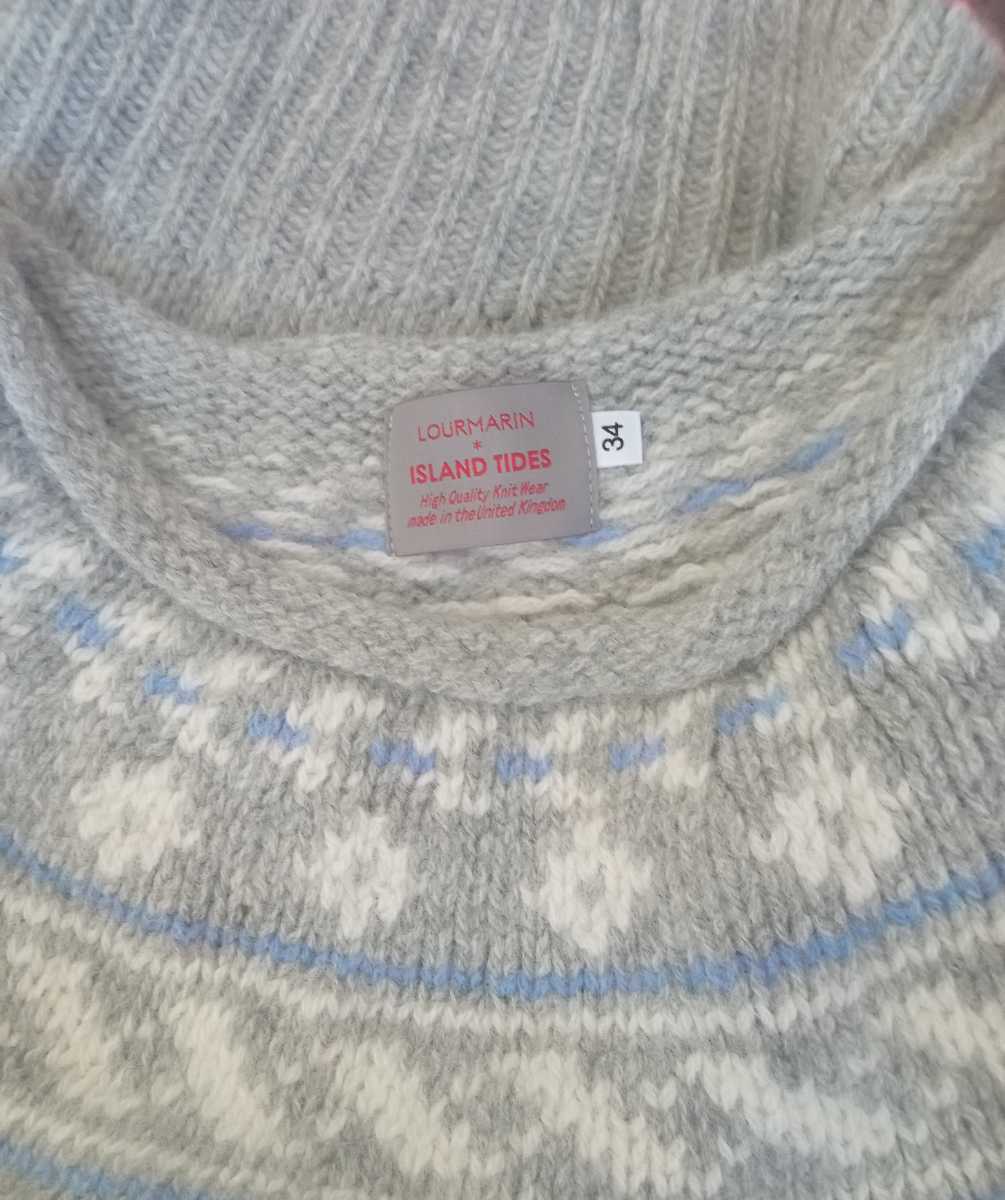 LOURMARIN
*
ISLAND TIDES
High Quality Knit Wear
made in the United Kingdom
34